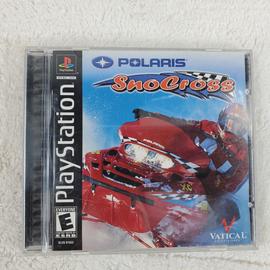 PlayStation
POLARIS
SnoCross
EVERYONE
E
VATICAL